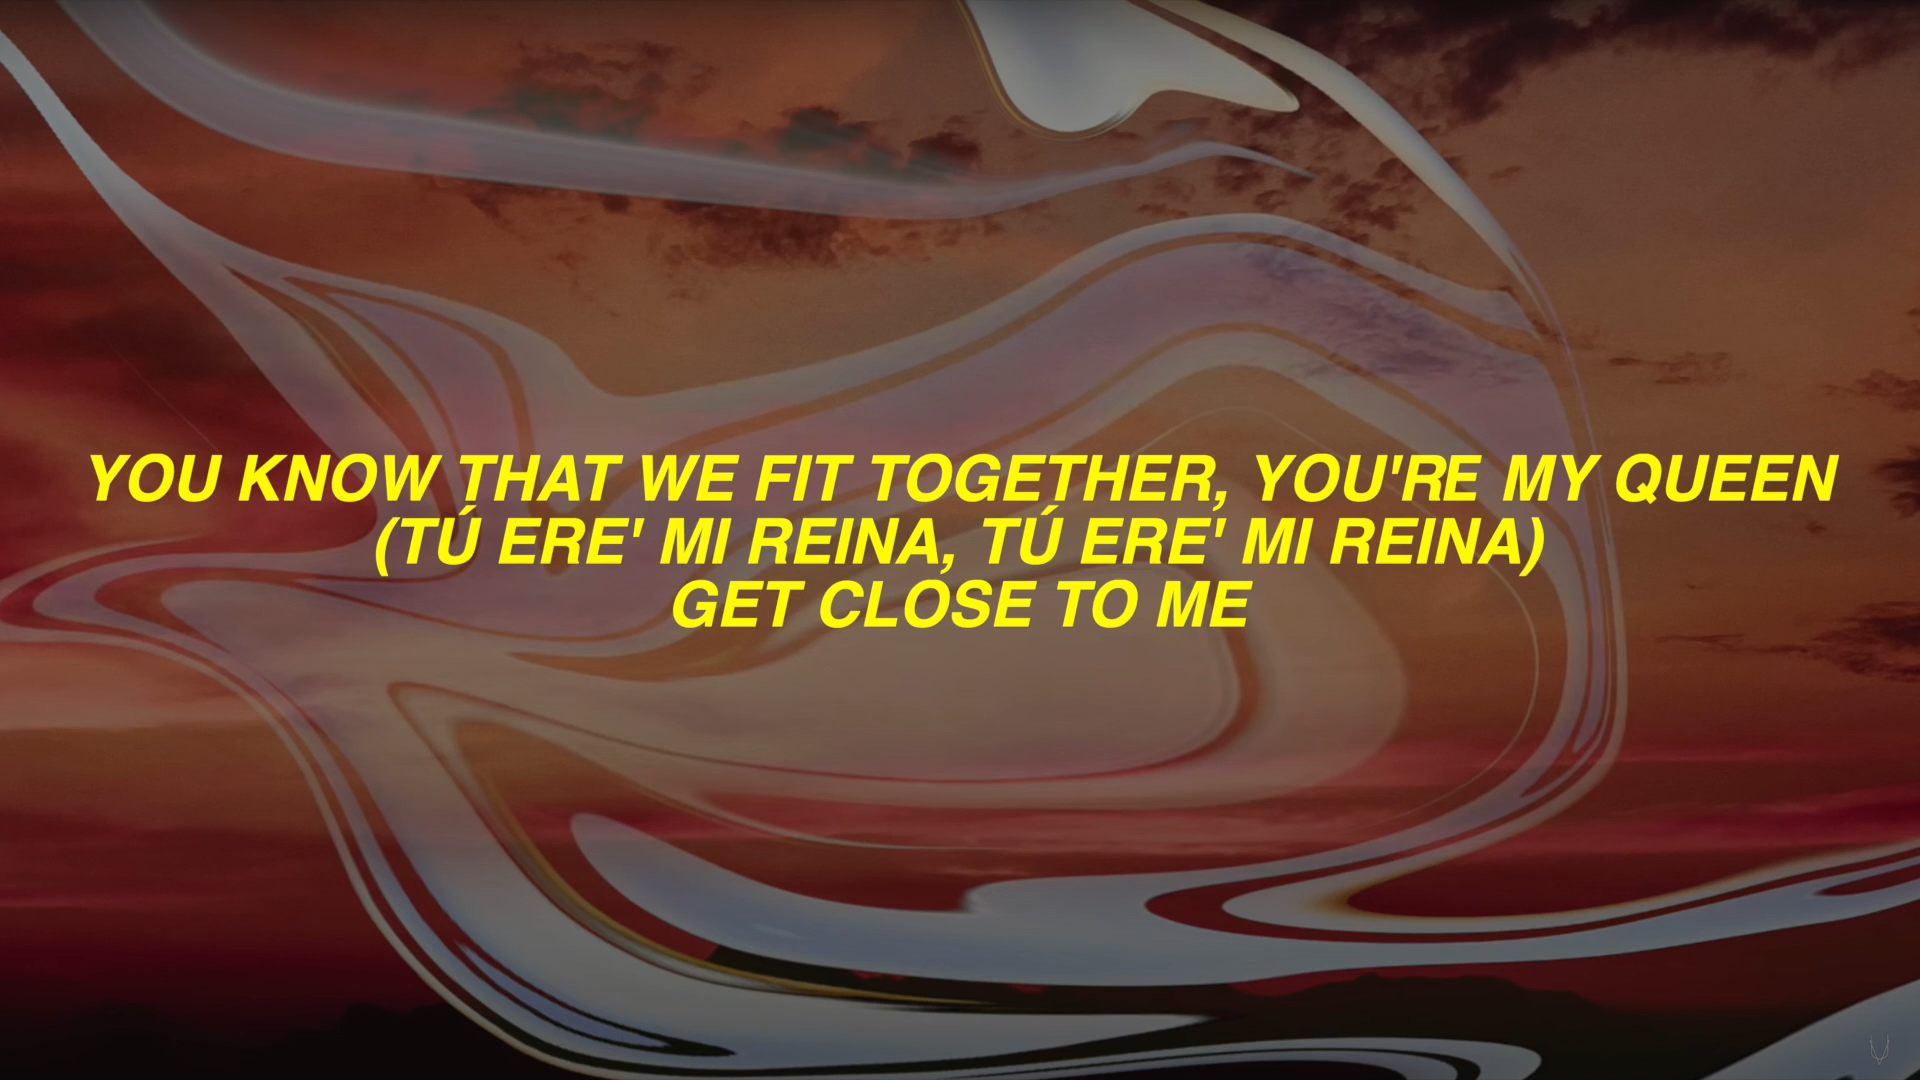 YOU KNOW THAT WE FIT TOGETHER, YOU'RE MY QUEEN
(TÚ ERE' MI REINA, TÚ ERE' MI REINA)
GET CLOSE TO ME